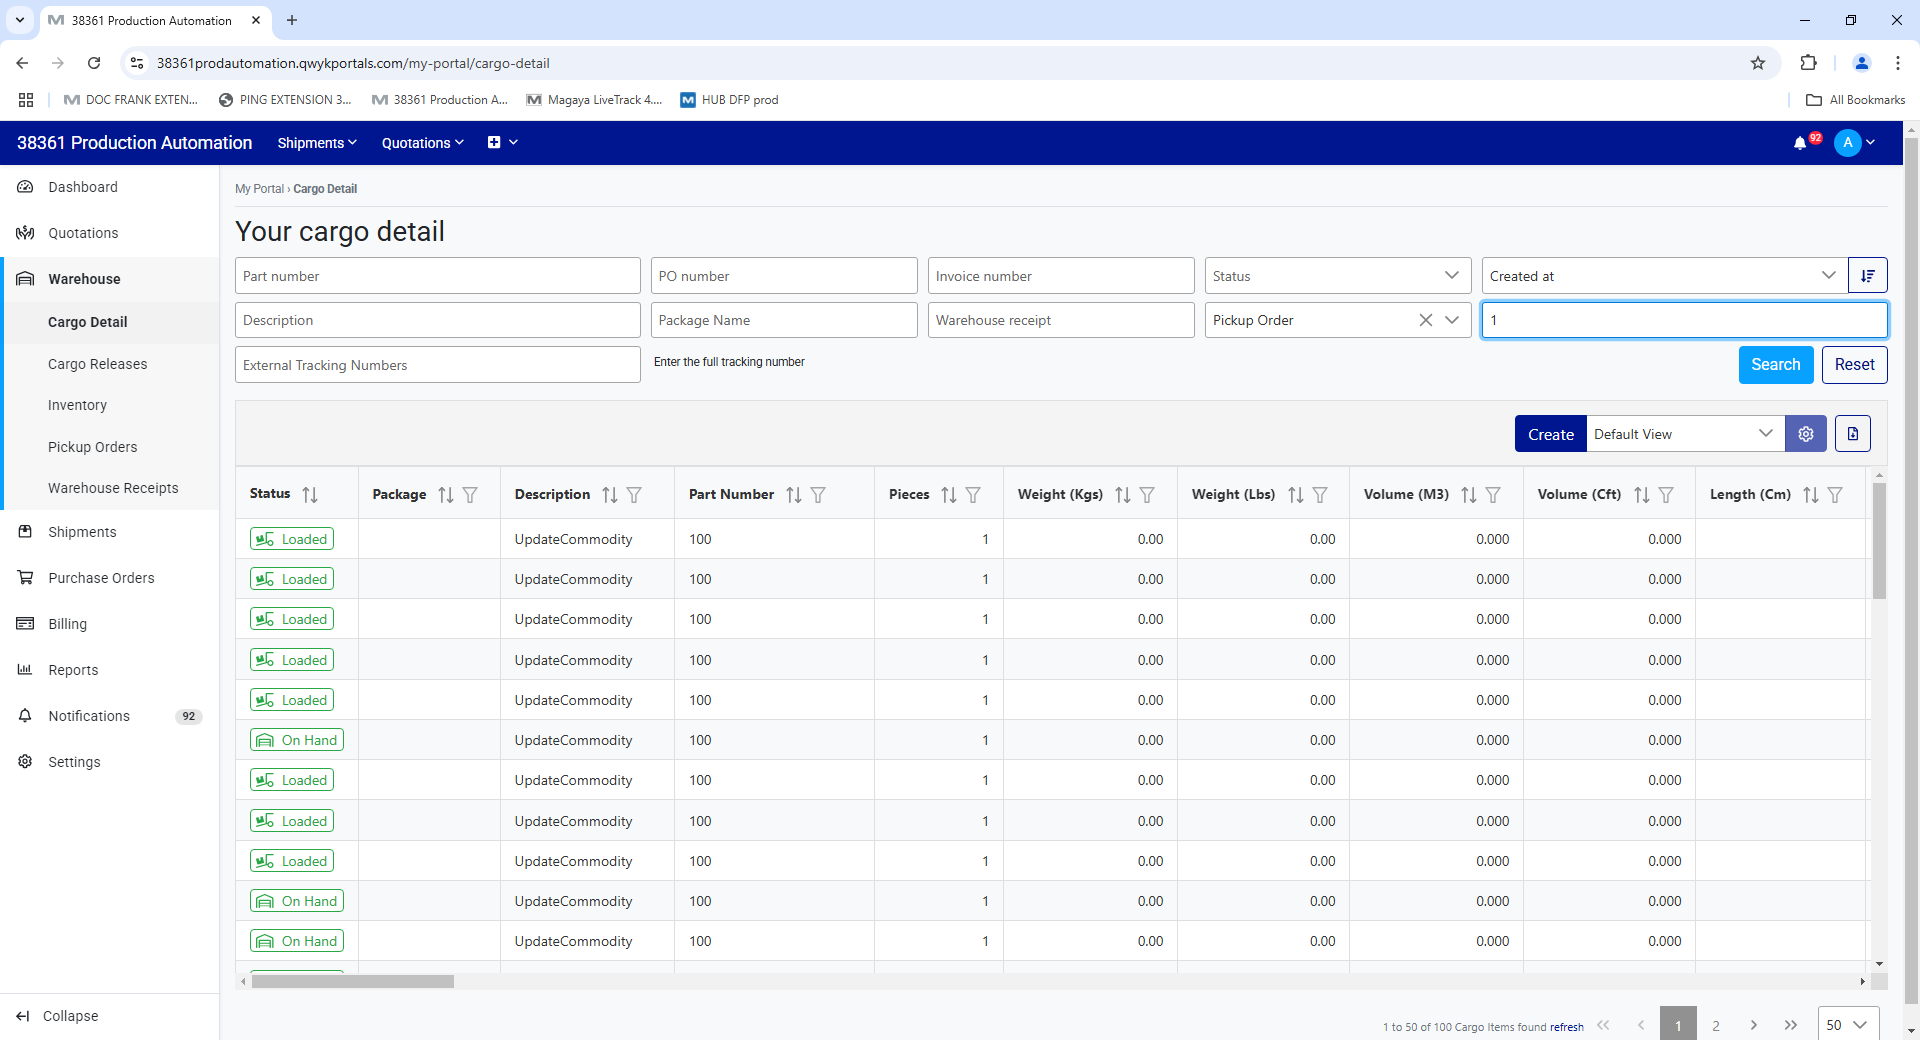 38361 Production Automation
38361prodautomation.qwykportals.com/my-portal/cargo-detail
DOC FRANK EXTEN... PING EXTENSION 3... 38361 Production A... Magaya LiveTrack 4.... HUB DFP prod All Bookmarks
38361 Production Automation Shipments Quotations 92 A
Dashboard
Quotations
Warehouse
Cargo Detail
Cargo Releases
Inventory
Pickup Orders
Warehouse Receipts
Shipments
Purchase Orders
Billing
Reports
Notifications 92
Settings
Collapse
My Portal › Cargo Detail
Your cargo detail
Part number PO number Invoice number Status Created at
Description Package Name Warehouse receipt Pickup Order 1
External Tracking Numbers Enter the full tracking number Search Reset
Create Default View
Status Package Description Part Number Pieces Weight (Kgs) Weight (Lbs) Volume (M3) Volume (Cft) Length (Cm)
Loaded UpdateCommodity 100 1 0.00 0.00 0.000 0.000
Loaded UpdateCommodity 100 1 0.00 0.00 0.000 0.000
Loaded UpdateCommodity 100 1 0.00 0.00 0.000 0.000
Loaded UpdateCommodity 100 1 0.00 0.00 0.000 0.000
Loaded UpdateCommodity 100 1 0.00 0.00 0.000 0.000
On Hand UpdateCommodity 100 1 0.00 0.00 0.000 0.000
Loaded UpdateCommodity 100 1 0.00 0.00 0.000 0.000
Loaded UpdateCommodity 100 1 0.00 0.00 0.000 0.000
Loaded UpdateCommodity 100 1 0.00 0.00 0.000 0.000
On Hand UpdateCommodity 100 1 0.00 0.00 0.000 0.000
On Hand UpdateCommodity 100 1 0.00 0.00 0.000 0.000
1 to 50 of 100 Cargo Items found refresh 1 2 50